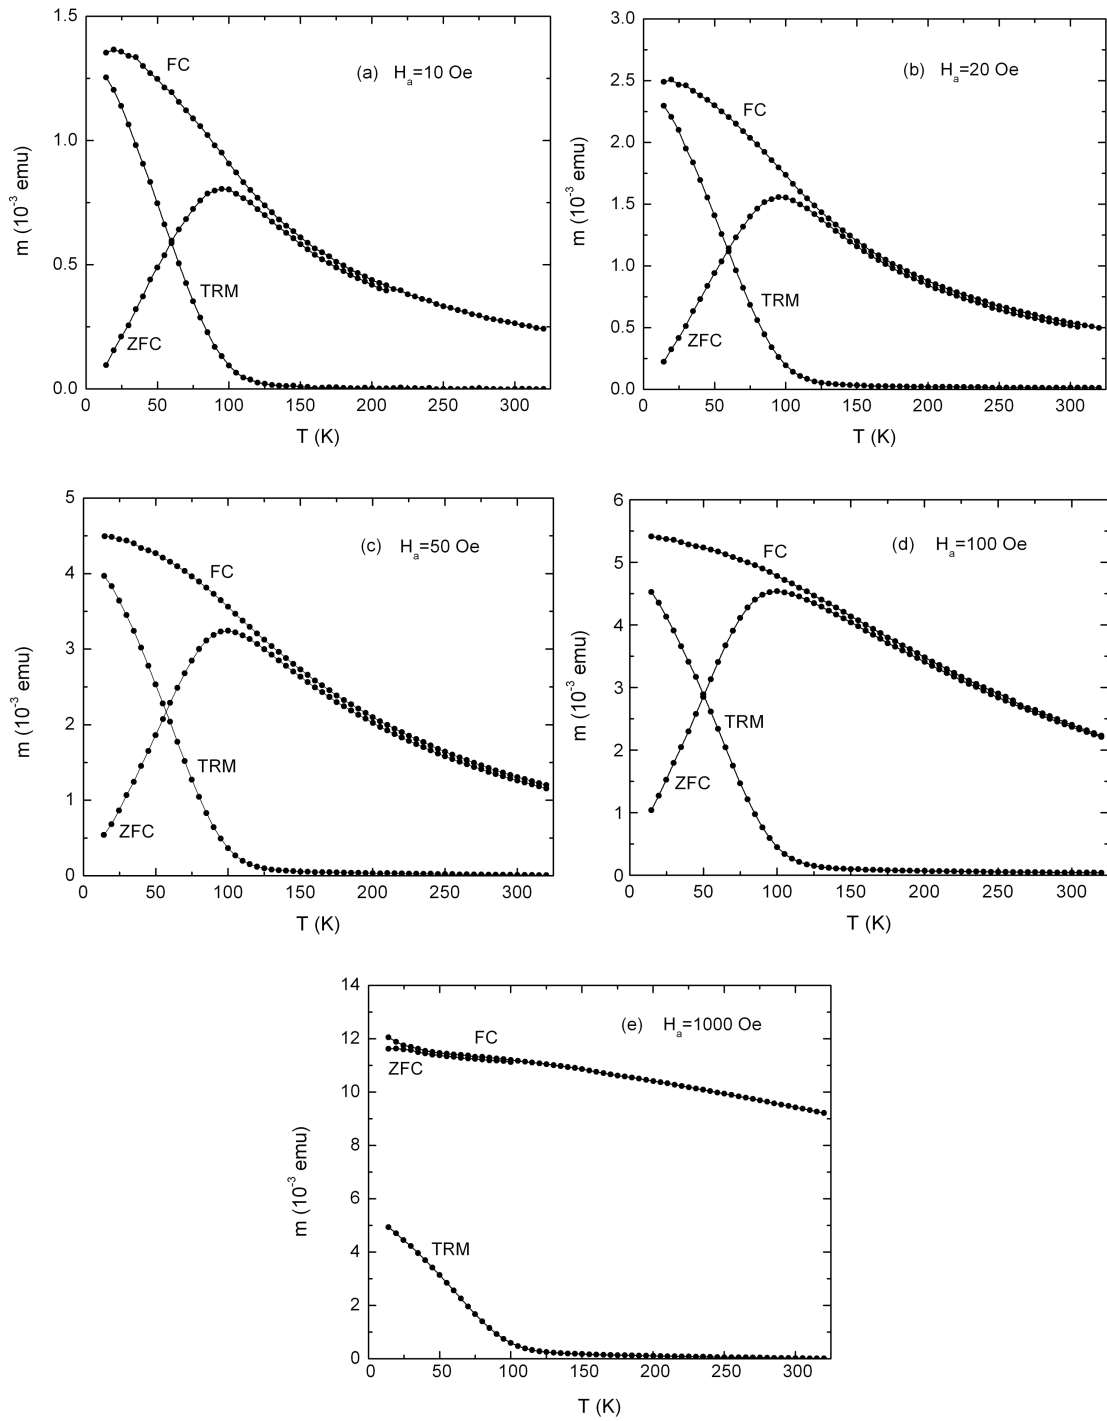 (a) Hₐ=10 Oe
m (10⁻³ emu)
1.5
1.0
0.5
0.0
FC
TRM
ZFC
0 50 100 150 200 250 300
T (K)
(b) Hₐ=20 Oe
m (10⁻³ emu)
3.0
2.5
2.0
1.5
1.0
0.5
0.0
FC
TRM
ZFC
0 50 100 150 200 250 300
T (K)
(c) Hₐ=50 Oe
m (10⁻³ emu)
5
4
3
2
1
0
FC
TRM
ZFC
0 50 100 150 200 250 300
T (K)
(d) Hₐ=100 Oe
m (10⁻³ emu)
6
5
4
3
2
1
0
FC
TRM
ZFC
0 50 100 150 200 250 300
T (K)
(e) Hₐ=1000 Oe
m (10⁻³ emu)
14
12
10
8
6
4
2
0
FC
ZFC
TRM
0 50 100 150 200 250 300
T (K)